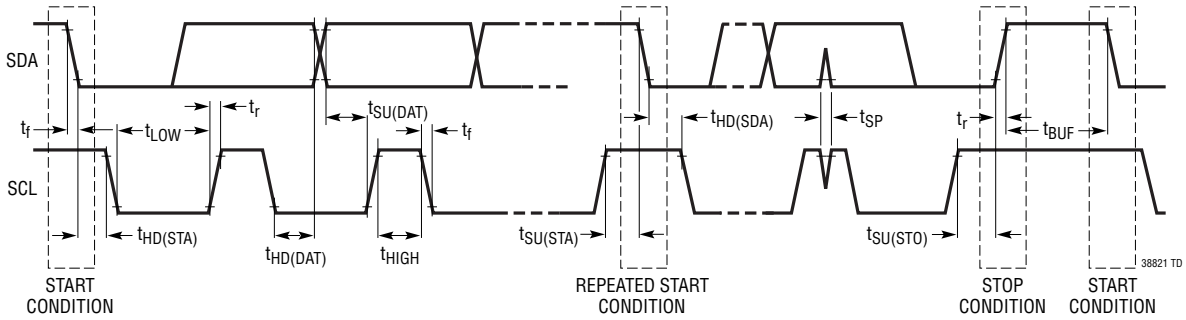 SDA
t_f
t_LOW
t_r
t_SU(DAT)
t_f
t_HD(SDA)
t_SP
t_r
t_BUF
SCL
t_HD(STA)
t_HD(DAT)
t_HIGH
t_SU(STA)
t_SU(STO)
38821 TD
START
CONDITION
REPEATED START
CONDITION
STOP
CONDITION
START
CONDITION